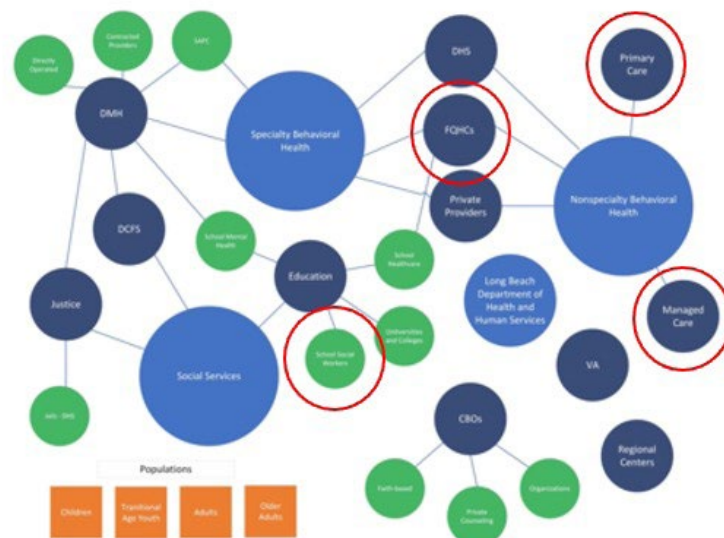 Directly
Operated
Contracted
Providers
SAPC
DHS
Primary
Care
DMH
Specialty Behavioral
Health
FQHCs
Private
Providers
Nonspecialty Behavioral
Health
DCFS
School Mental
Health
Education
School
Healthcare
Long Beach
Department of
Health and
Human Services
Justice
Managed
Care
Social Services
School Social
Workers
Universities
and Colleges
VA
Jails - DHS
CBOs
Regional
Centers
Populations
Faith-based
Private
Counseling
Organizations
Children
Tranitional
Age Youth
Adults
Older
Adults